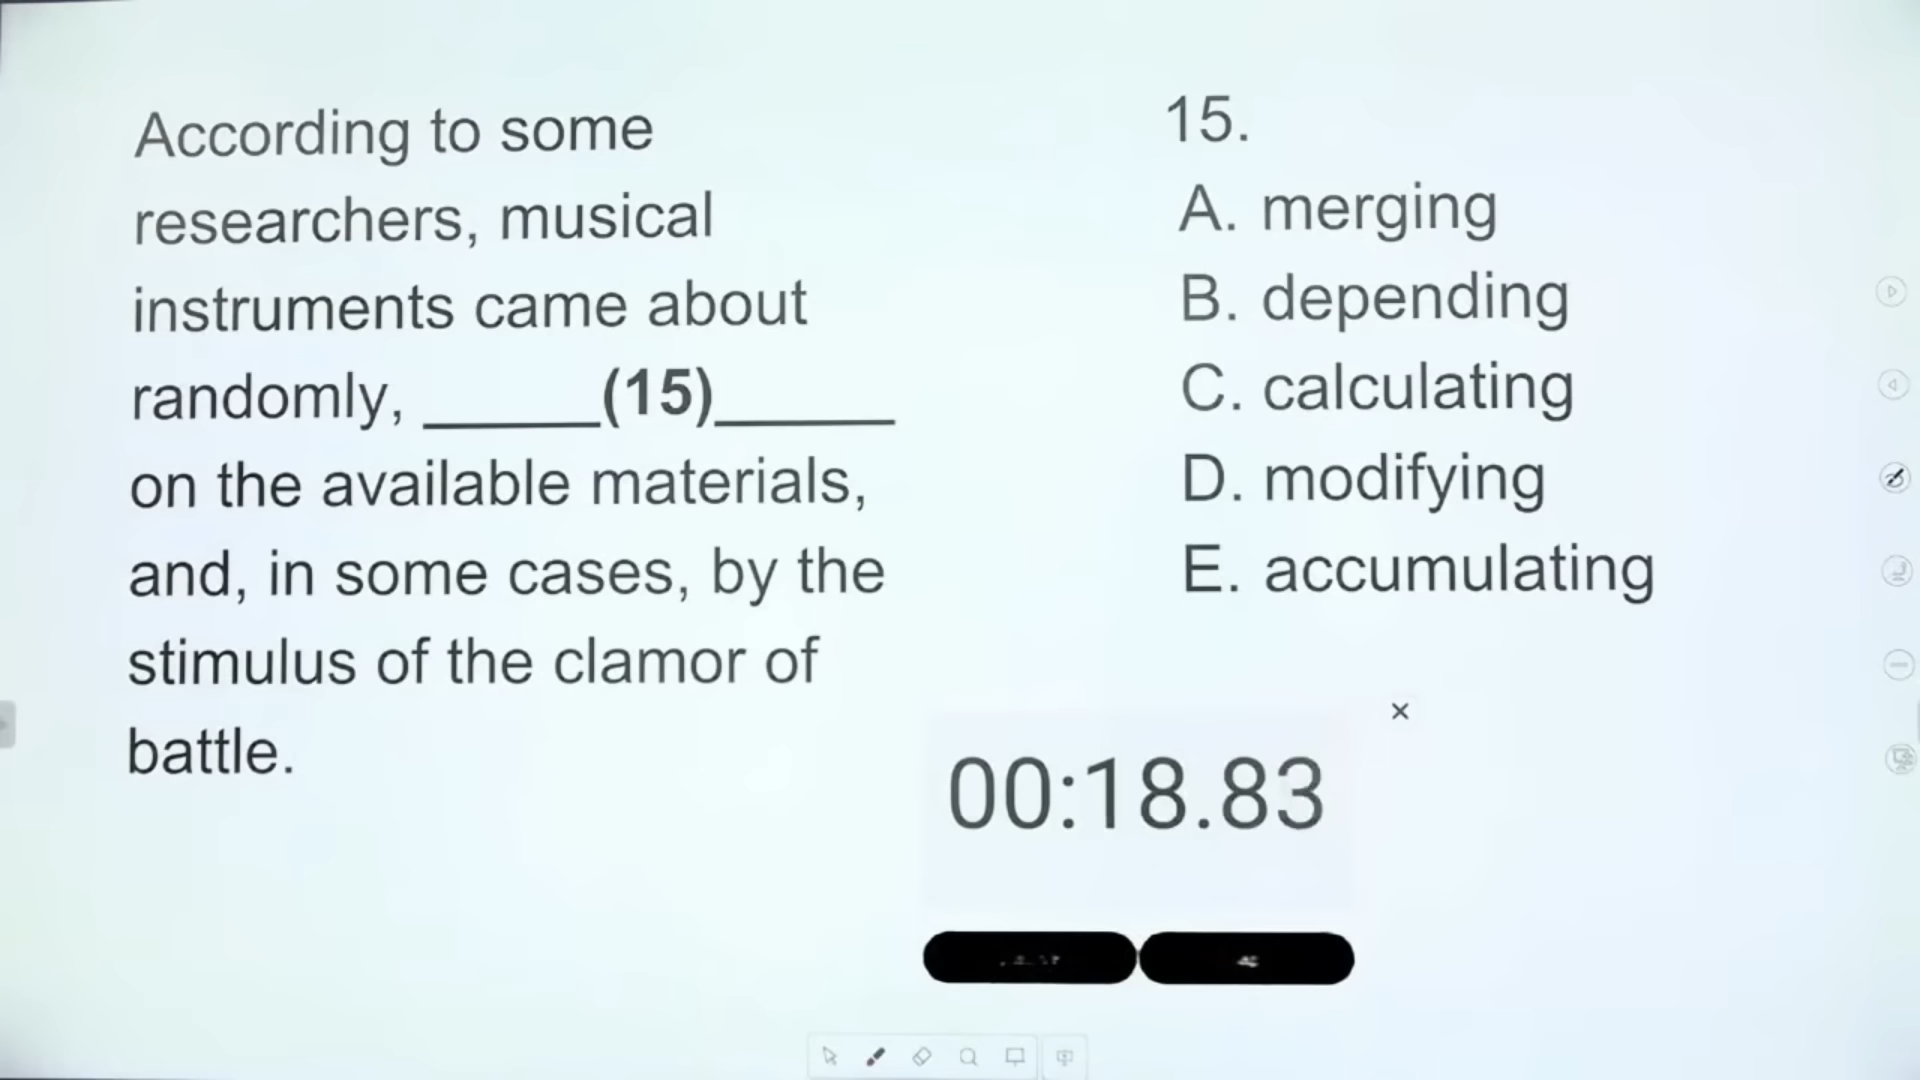 According to some
researchers, musical
instruments came about
randomly, _____(15)_____
on the available materials,
and, in some cases, by the
stimulus of the clamor of
battle.
15.
A. merging
B. depending
C. calculating
D. modifying
E. accumulating
×
00:18.83